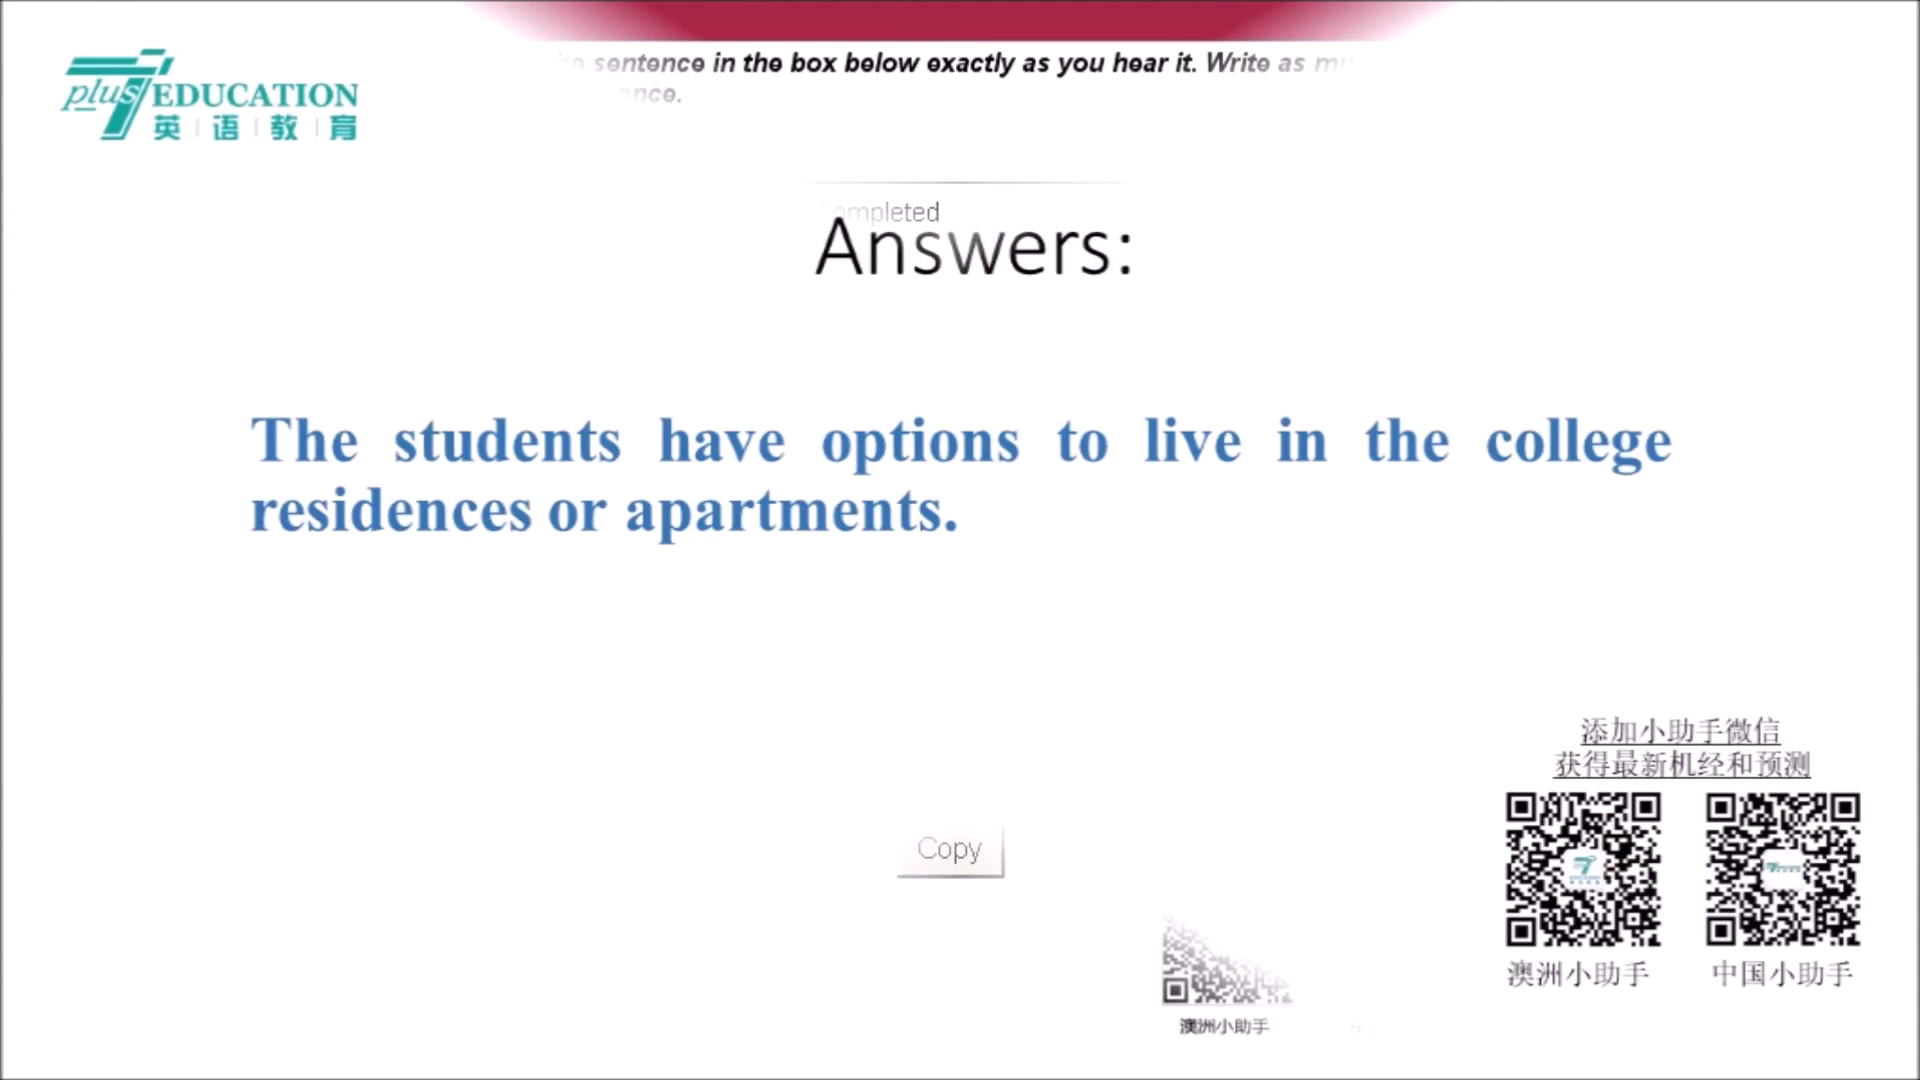 plus 7 EDUCATION
英语教育
sentence in the box below exactly as you hear it. Write as
Completed
Answers:
The students have options to live in the college
residences or apartments.
添加小助手微信
获得最新机经和预测
Copy
澳洲小助手
中国小助手
澳洲小助手